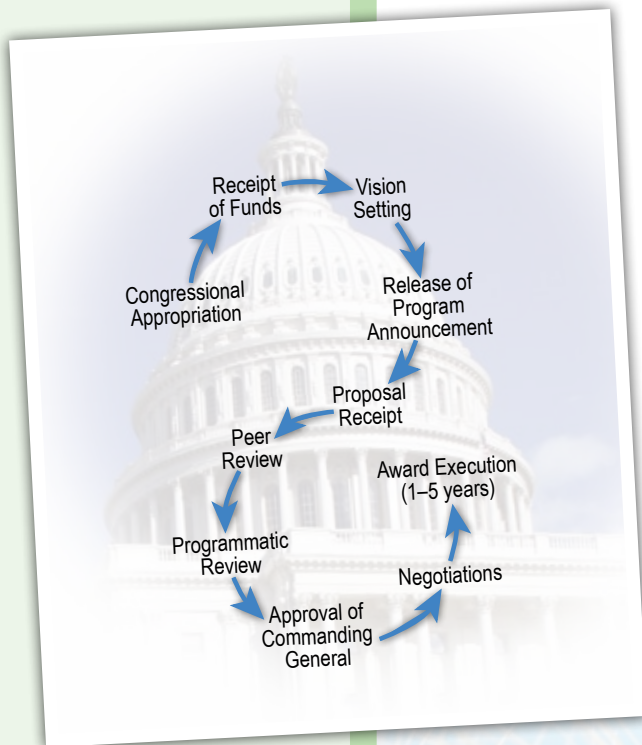 Congressional
Appropriation
Receipt
of Funds
Vision
Setting
Release of
Program
Announcement
Proposal
Receipt
Peer
Review
Programmatic
Review
Approval of
Commanding
General
Negotiations
Award Execution
(1–5 years)